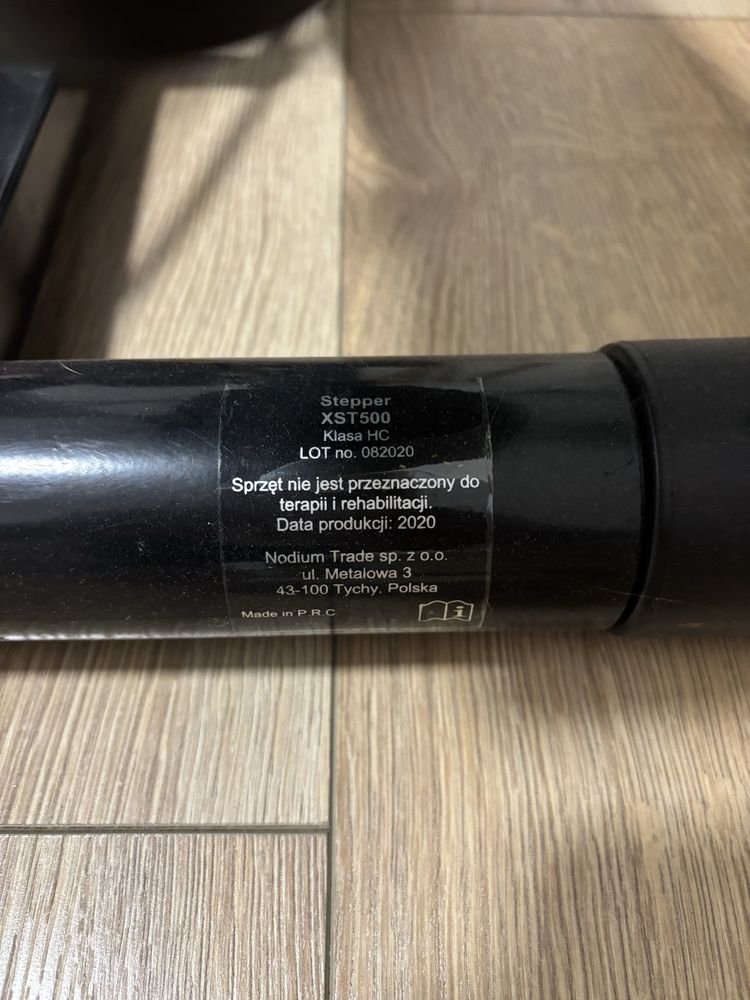 Stepper
XST500
Klasa HC
LOT no. 082020
Sprzęt nie jest przeznaczony do
terapii i rehabilitacji.
Data produkcji: 2020
Nodium Trade sp. z o.o.
ul. Metalowa 3
43-100 Tychy, Polska
Made in P.R.C